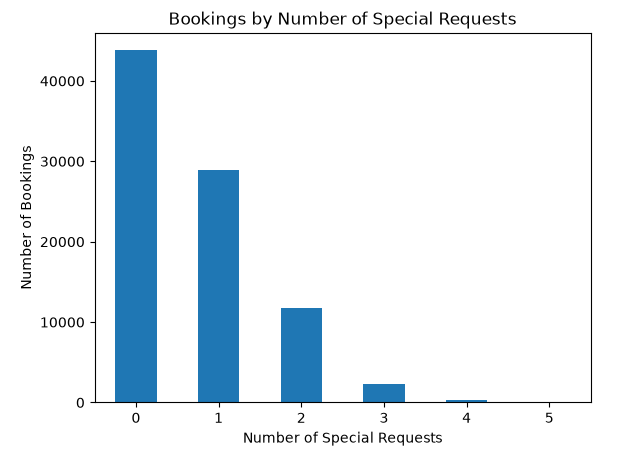 Bookings by Number of Special Requests
Number of Bookings
40000
30000
20000
10000
0
0 1 2 3 4 5
Number of Special Requests